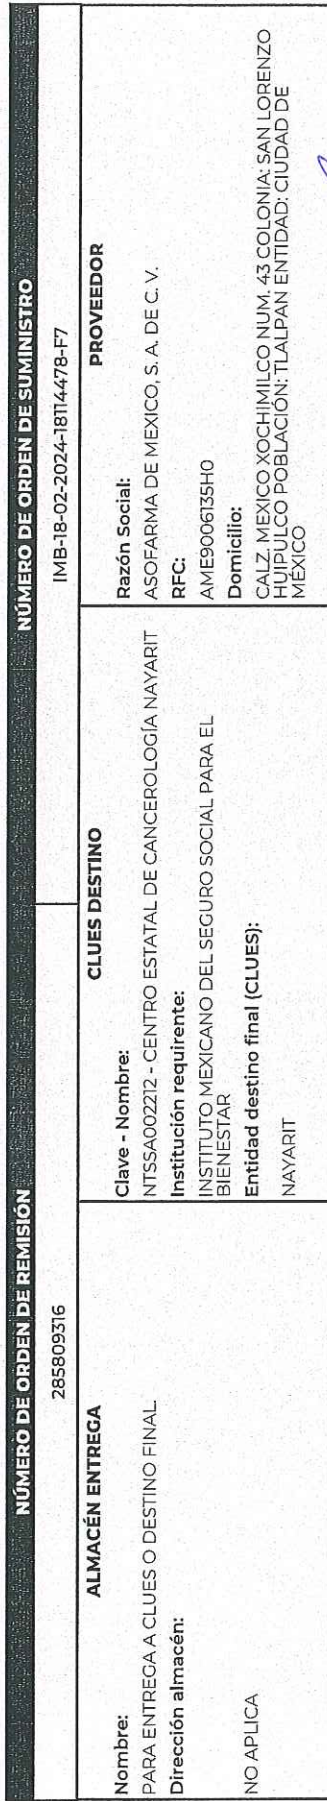 NÚMERO DE ORDEN DE REMISIÓN
NÚMERO DE ORDEN DE SUMINISTRO
285809316
IMB-18-02-2024-18114478-F7
ALMACÉN ENTREGA
Nombre:
PARA ENTREGA A CLUES O DESTINO FINAL.
Dirección almacén:
NO APLICA
CLUES DESTINO
Clave - Nombre:
NTSSA002212 - CENTRO ESTATAL DE CANCEROLOGÍA NAYARIT
Institución requirente:
INSTITUTO MEXICANO DEL SEGURO SOCIAL PARA EL
BIENESTAR
Entidad destino final (CLUES):
NAYARIT
PROVEEDOR
Razón Social:
ASOFARMA DE MEXICO, S. A. DE C. V.
RFC:
AME9006135H0
Domicilio:
CALZ. MEXICO XOCHIMILCO NUM. 43 COLONIA: SAN LORENZO
HUIPULCO POBLACIÓN: TLALPAN ENTIDAD: CIUDAD DE
MÉXICO